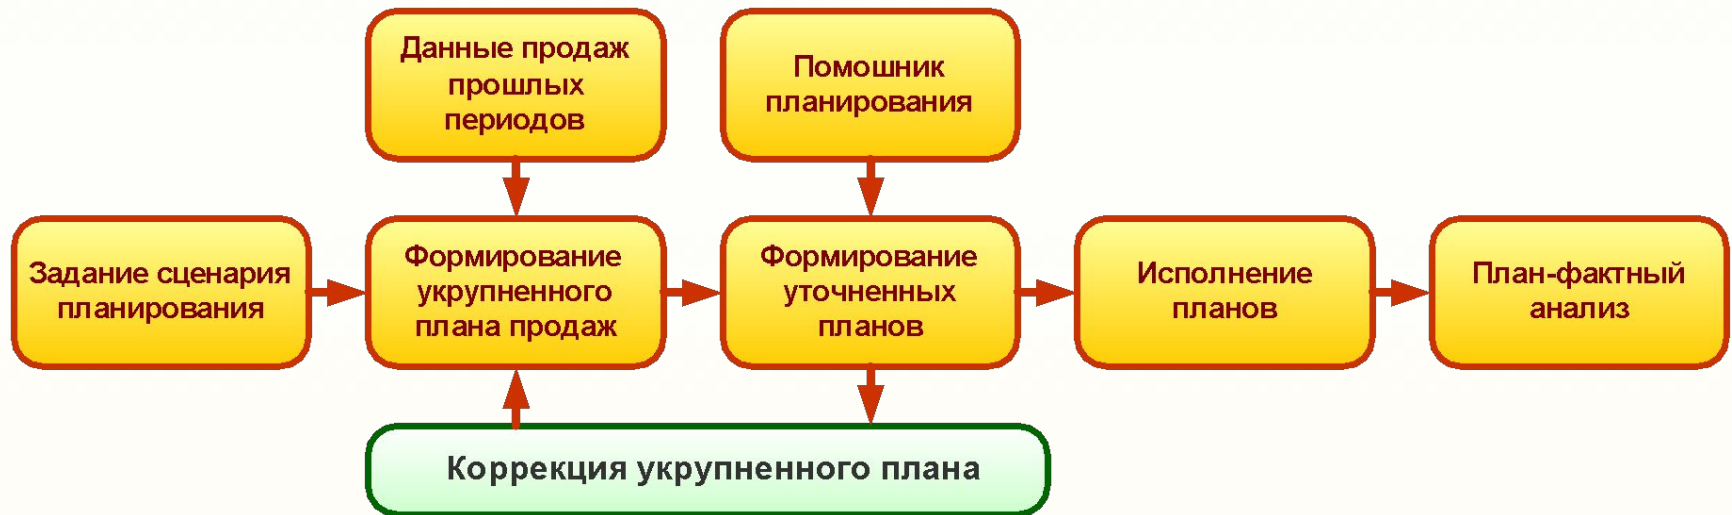 Данные продаж
прошлых
периодов
Помошник
планирования
Задание сценария
планирования
Формирование
укрупненного
плана продаж
Формирование
уточненных
планов
Исполнение
планов
План-фактный
анализ
Коррекция укрупненного плана